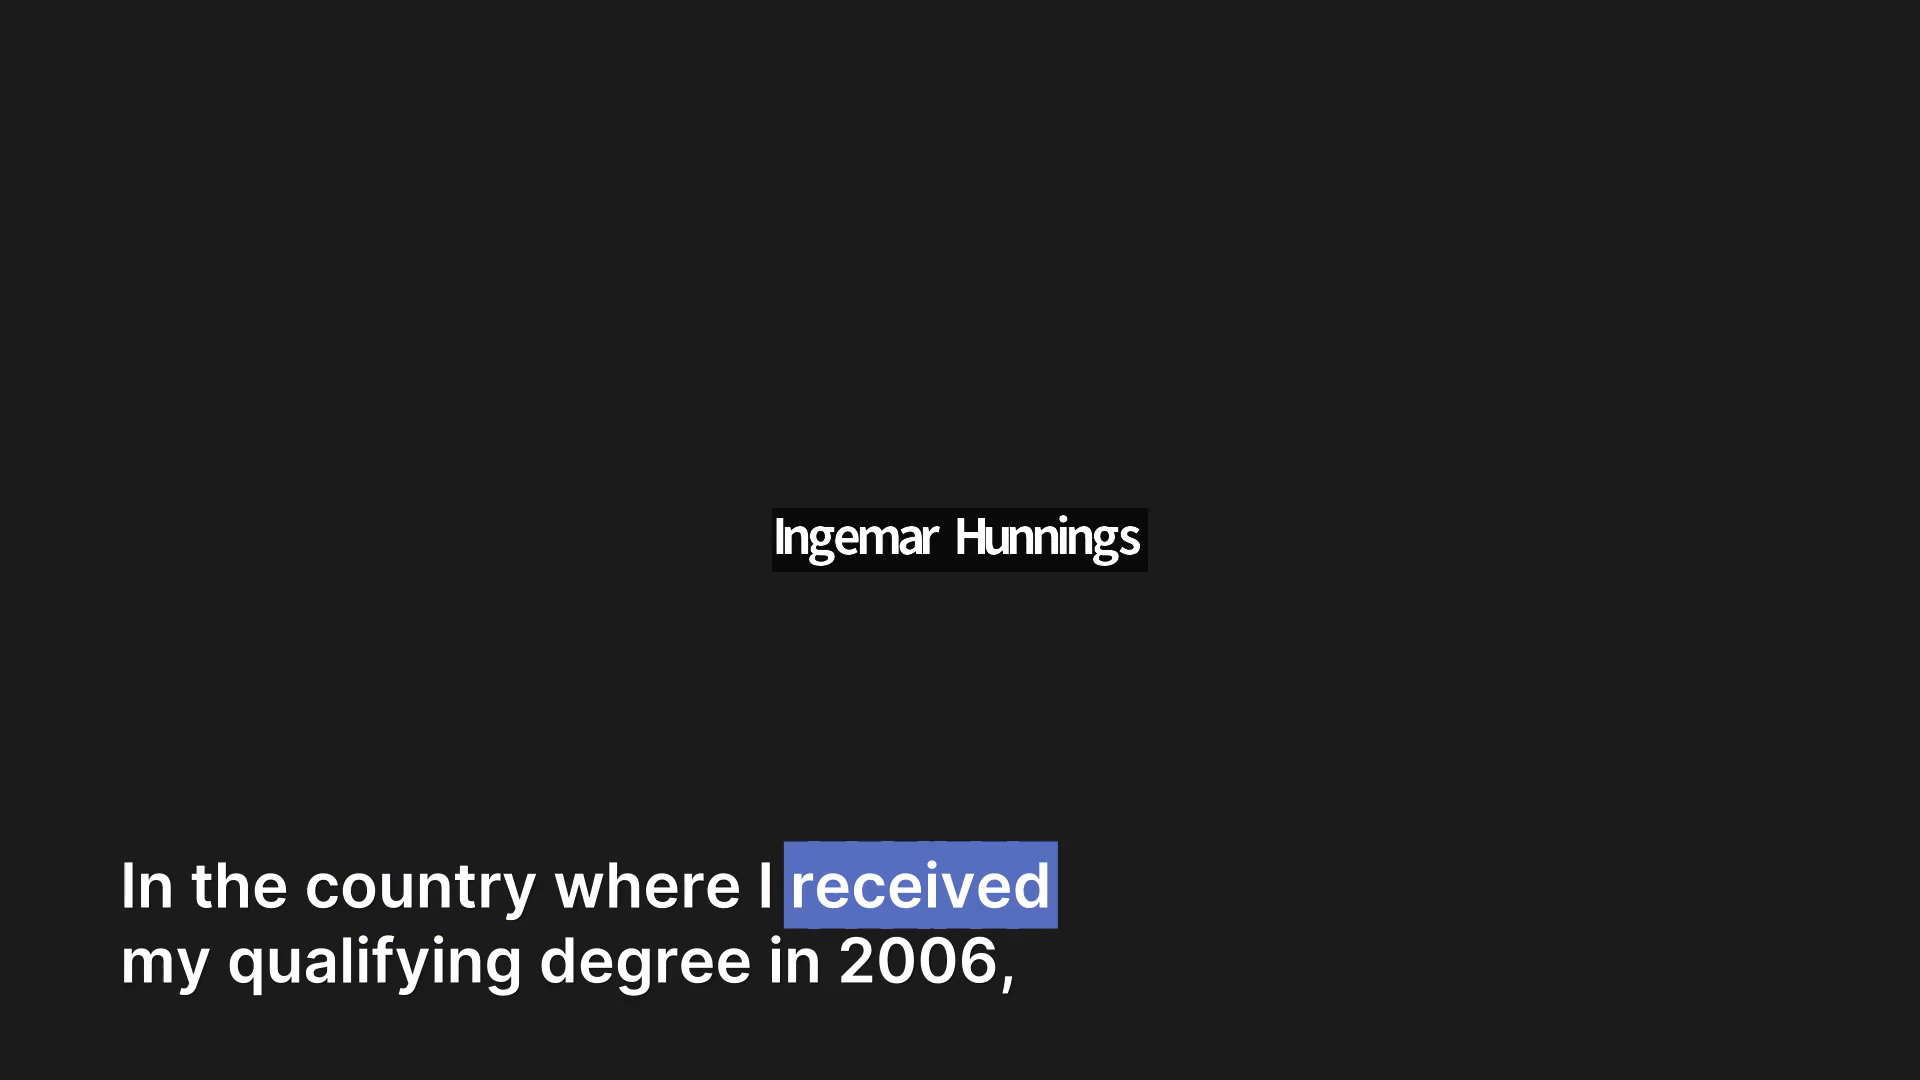 Ingemar Hunnings
In the country where I received
my qualifying degree in 2006,